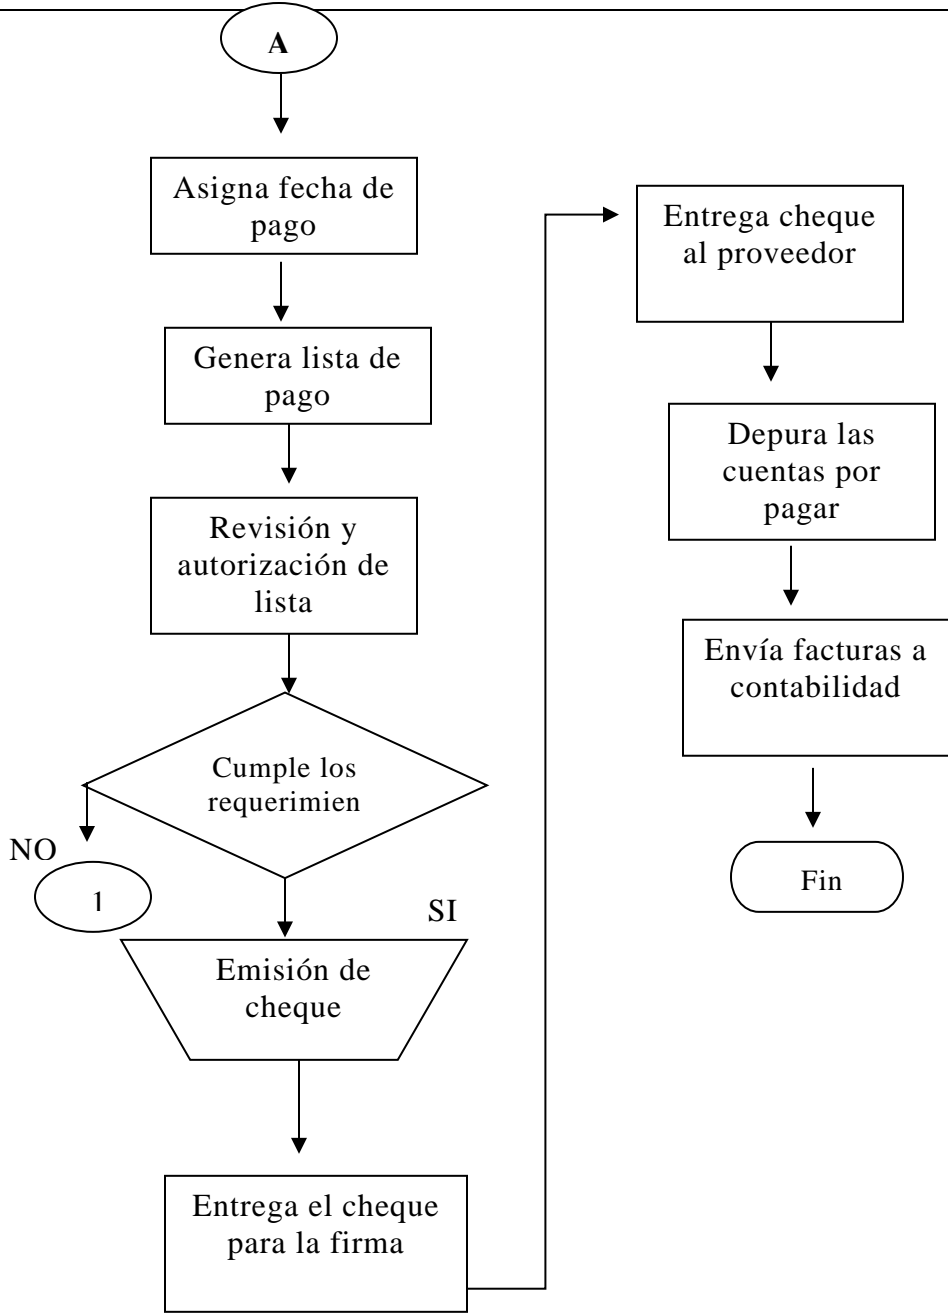 A
Asigna fecha de
pago
Genera lista de
pago
Revisión y
autorización de
lista
Cumple los
requerimien
NO
1
SI
Emisión de
cheque
Entrega el cheque
para la firma
Entrega cheque
al proveedor
Depura las
cuentas por
pagar
Envía facturas a
contabilidad
Fin